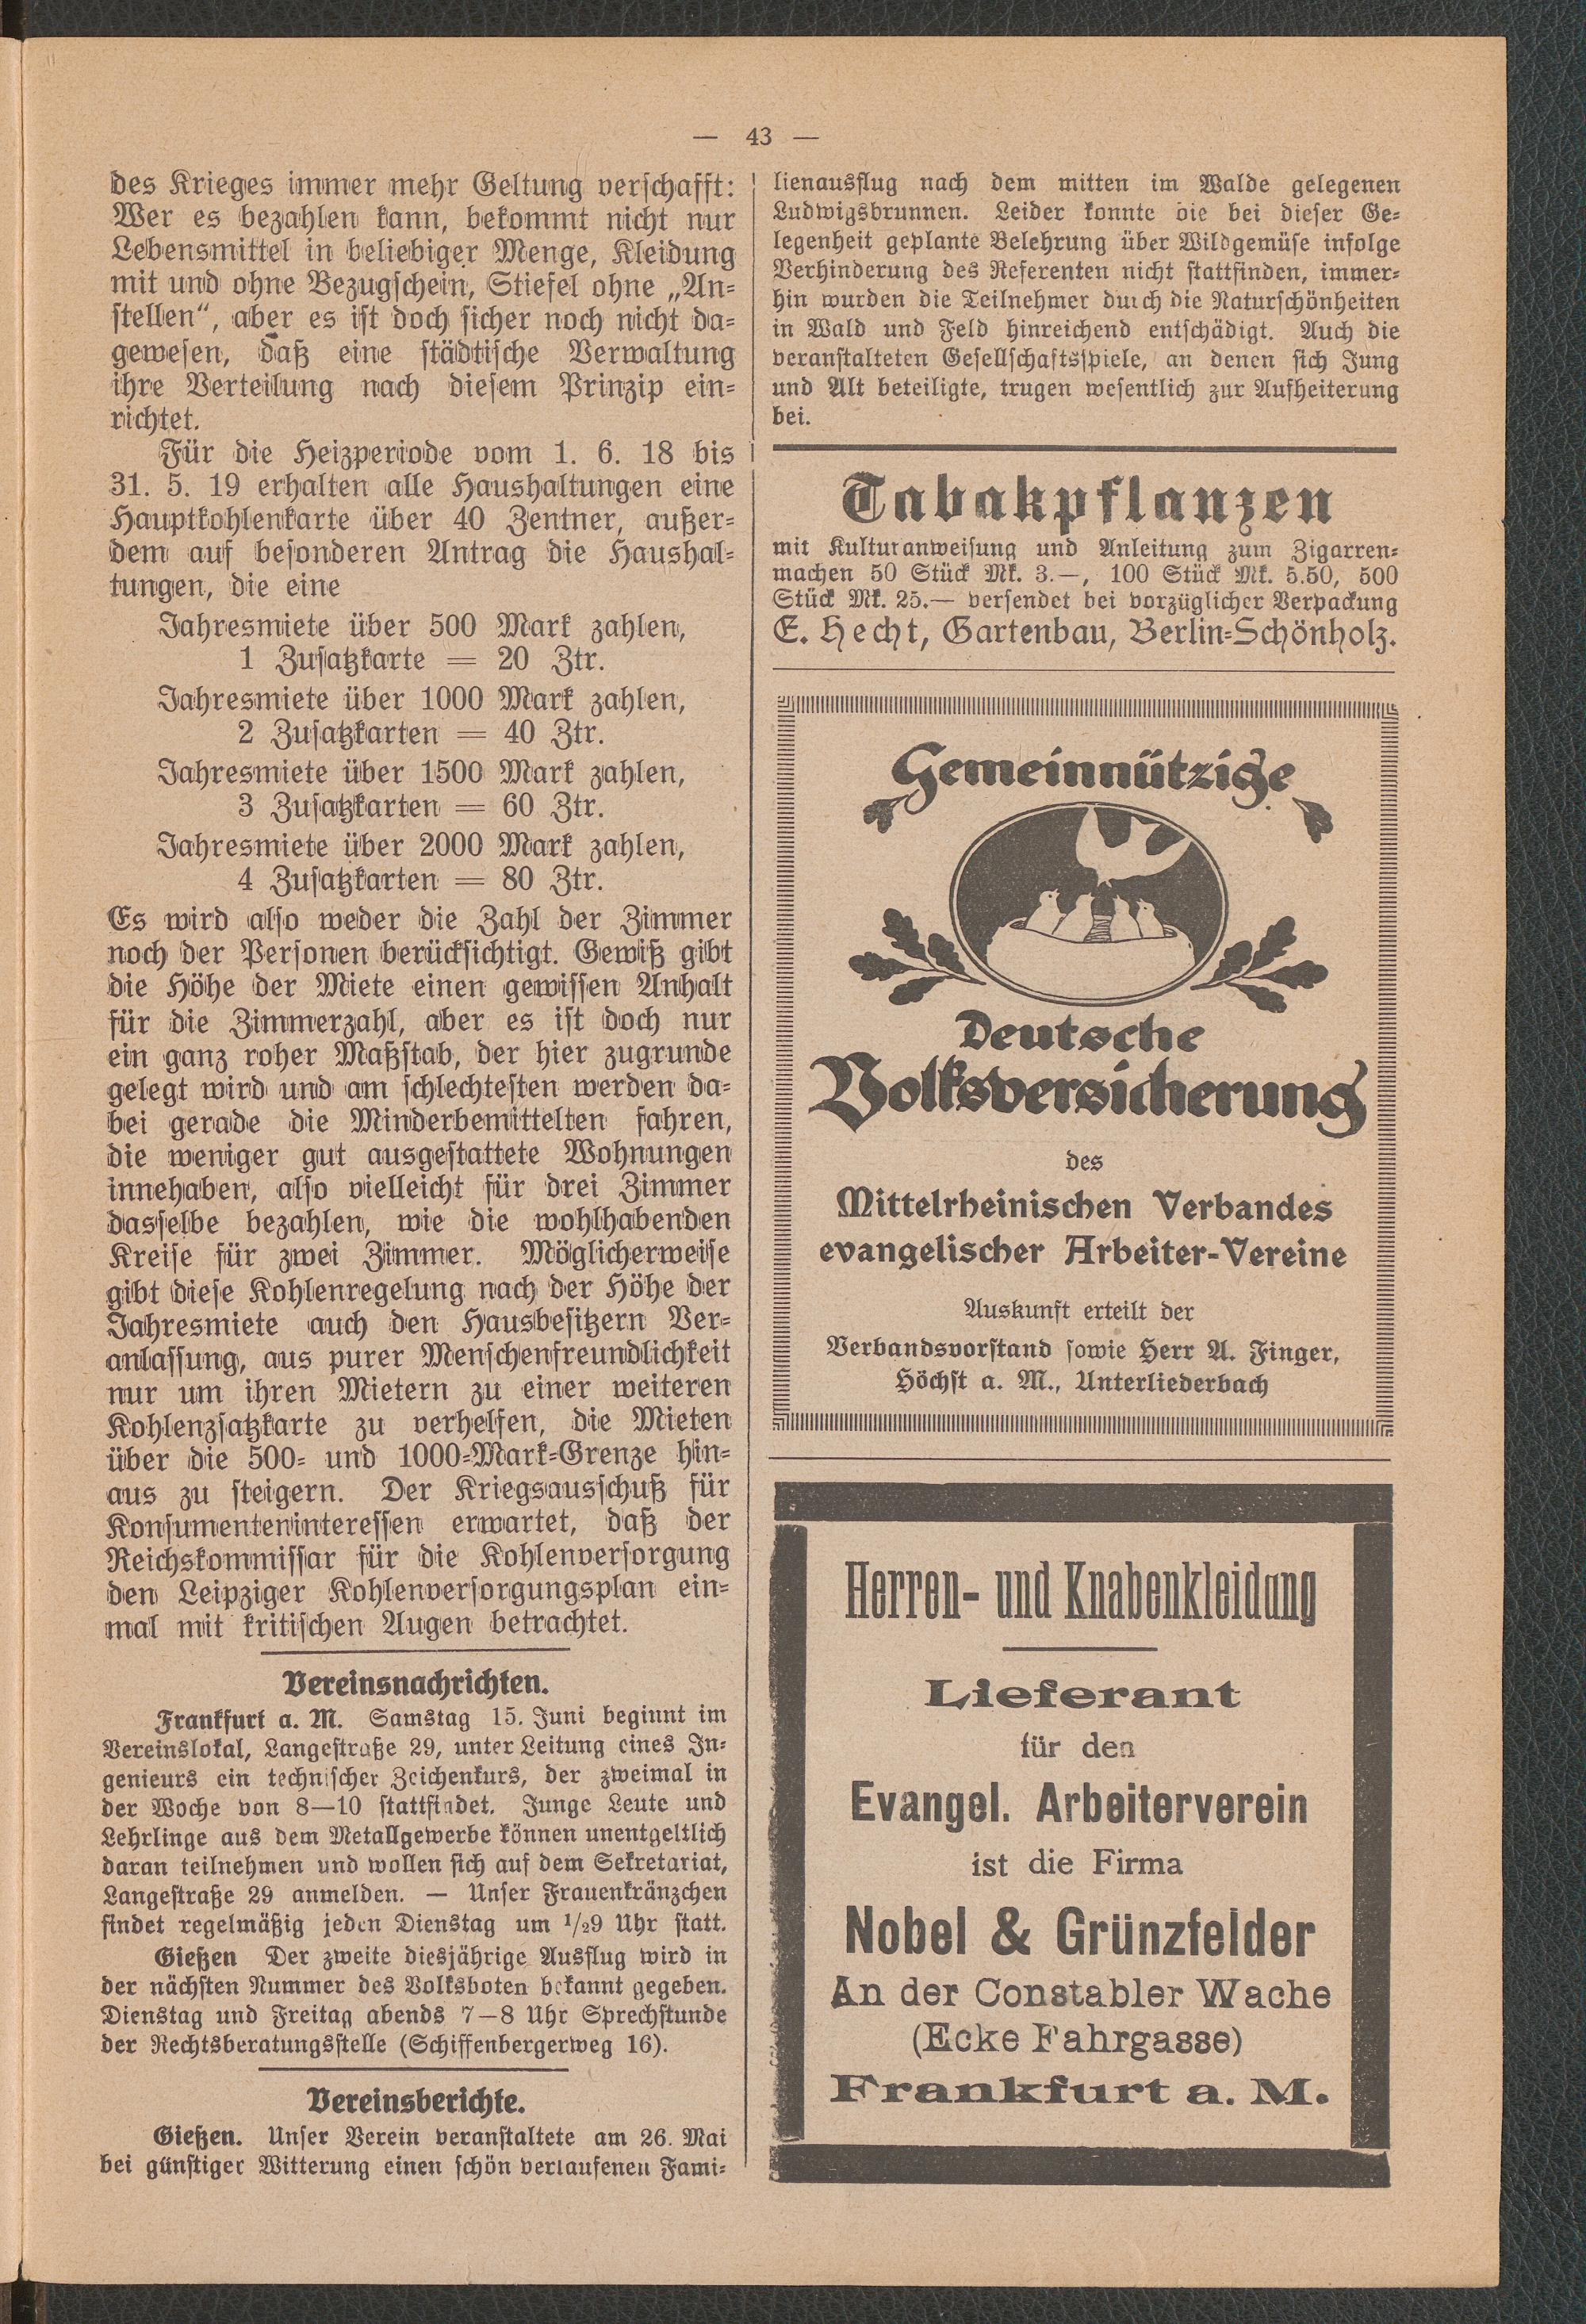 — 43 —
des Krieges immer mehr Geltung verschafft:
Wer es bezahlen kann, bekommt nicht nur
Lebensmittel in beliebiger Menge, Kleidung
mit und ohne Bezugschein, Stiefel ohne „An-
stellen“, aber es ist doch sicher noch nicht da-
gewesen, daß eine städtische Verwaltung
ihre Verteilung nach diesem Prinzip ein-
richtet.
Für die Heizperiode vom 1. 6. 18 bis
31. 5. 19 erhalten alle Haushaltungen eine
Hauptkohlenkarte über 40 Zentner, außer-
dem auf besonderen Antrag die Haushal-
tungen, die eine
Jahresmiete über 500 Mark zahlen,
1 Zusatzkarte = 20 Ztr.
Jahresmiete über 1000 Mark zahlen,
2 Zusatzkarten = 40 Ztr.
Jahresmiete über 1500 Mark zahlen,
3 Zusatzkarten = 60 Ztr.
Jahresmiete über 2000 Mark zahlen,
4 Zusatzkarten = 80 Ztr.
Es wird also weder die Zahl der Zimmer
noch der Personen berücksichtigt. Gewiß gibt
die Höhe der Miete einen gewissen Anhalt
für die Zimmerzahl, aber es ist doch nur
ein ganz roher Maßstab, der hier zugrunde
gelegt wird und am schlechtesten werden da-
bei gerade die Minderbemittelten fahren,
die weniger gut ausgestattete Wohnungen
innehaben, also vielleicht für drei Zimmer
dasselbe bezahlen, wie die wohlhabenden
Kreise für zwei Zimmer. Möglicherweise
gibt diese Kohlenregelung nach der Höhe der
Jahresmiete auch den Hausbesitzern Ver-
anlassung, aus purer Menschenfreundlichkeit
nur um ihren Mietern zu einer weiteren
Kohlenzsatzkarte zu verhelfen, die Mieten
über die 500- und 1000-Mark-Grenze hin-
aus zu steigern. Der Kriegsausschuß für
Konsumenteninteressen erwartet, daß der
Reichskommissar für die Kohlenversorgung
den Leipziger Kohlenversorgungsplan ein-
mal mit kritischen Augen betrachtet.
Vereinsnachrichten.
Frankfurt a. M. Samstag 15. Juni beginnt im
Vereinslokal, Langestraße 29, unter Leitung eines In-
genieurs ein technischer Zeichenkurs, der zweimal in
der Woche von 8—10 stattfindet. Junge Leute und
Lehrlinge aus dem Metallgewerbe können unentgeltlich
daran teilnehmen und wollen sich auf dem Sekretariat,
Langestraße 29 anmelden. — Unser Frauenkränzchen
findet regelmäßig jeden Dienstag um 1/29 Uhr statt.
Gießen Der zweite diesjährige Ausflug wird in
der nächsten Nummer des Volksboten bekannt gegeben.
Dienstag und Freitag abends 7—8 Uhr Sprechstunde
der Rechtsberatungsstelle (Schiffenbergerweg 16).
Vereinsberichte.
Gießen. Unser Verein veranstaltete am 26. Mai
bei günstiger Witterung einen schön verlaufenen Fami-
lienausflug nach dem mitten im Walde gelegenen
Ludwigsbrunnen. Leider konnte die bei dieser Ge-
legenheit geplante Belehrung über Wildgemüse infolge
Verhinderung des Referenten nicht stattfinden, immer-
hin wurden die Teilnehmer durch die Naturschönheiten
in Wald und Feld hinreichend entschädigt. Auch die
veranstalteten Gesellschaftsspiele, an denen sich Jung
und Alt beteiligte, trugen wesentlich zur Aufheiterung
bei.
Tabakpflanzen
mit Kulturanweisung und Anleitung zum Zigarren-
machen 50 Stück Mk. 3.—, 100 Stück Mk. 5.50, 500
Stück Mk. 25.— versendet bei vorzüglicher Verpackung
E. Hecht, Gartenbau, Berlin-Schönholz.
Gemeinnützige
Deutsche
Volksversicherung
des
Mittelrheinischen Verbandes
evangelischer Arbeiter-Vereine
Auskunft erteilt der
Verbandsvorstand sowie Herr A. Finger,
Höchst a. M., Unterliederbach
Herren- und Knabenkleidung
Lieferant
für den
Evangel. Arbeiterverein
ist die Firma
Nobel & Grünzfelder
An der Constabler Wache
(Ecke Fahrgasse)
Frankfurt a. M.